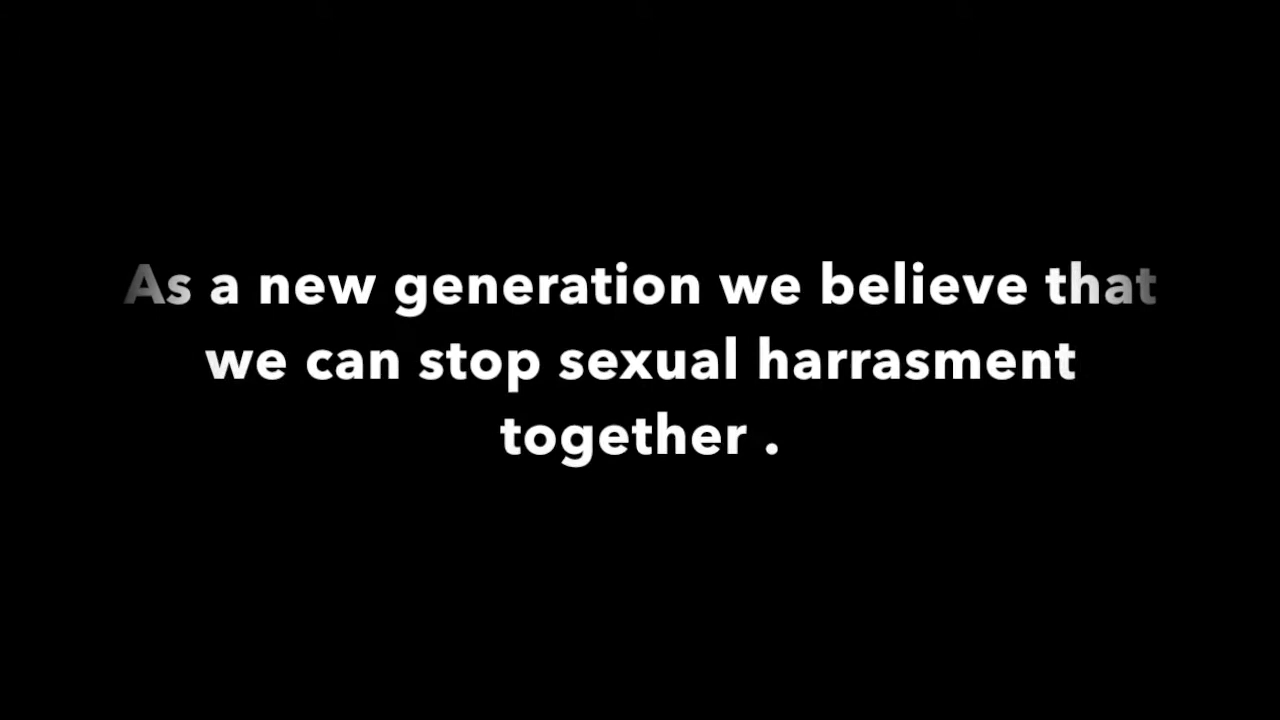 As a new generation we believe that
we can stop sexual harrasment
together .